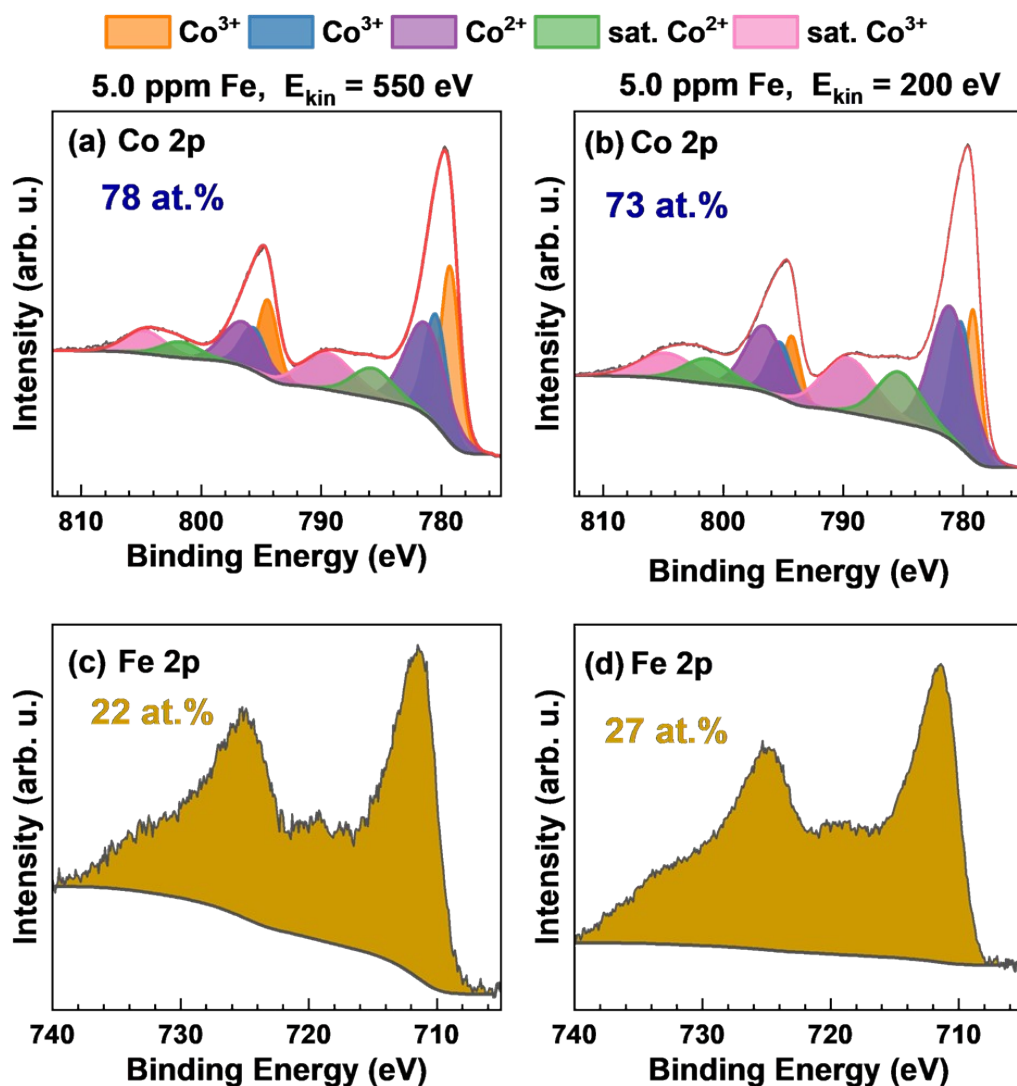 Co³⁺ Co³⁺ Co²⁺ sat. Co²⁺ sat. Co³⁺
5.0 ppm Fe, E_kin = 550 eV
5.0 ppm Fe, E_kin = 200 eV
(a) Co 2p
78 at.%
Intensity (arb. u.)
810 800 790 780
Binding Energy (eV)
(b) Co 2p
73 at.%
Intensity (arb. u.)
810 800 790 780
Binding Energy (eV)
(c) Fe 2p
22 at.%
Intensity (arb. u.)
740 730 720 710
Binding Energy (eV)
(d) Fe 2p
27 at.%
Intensity (arb. u.)
740 730 720 710
Binding Energy (eV)